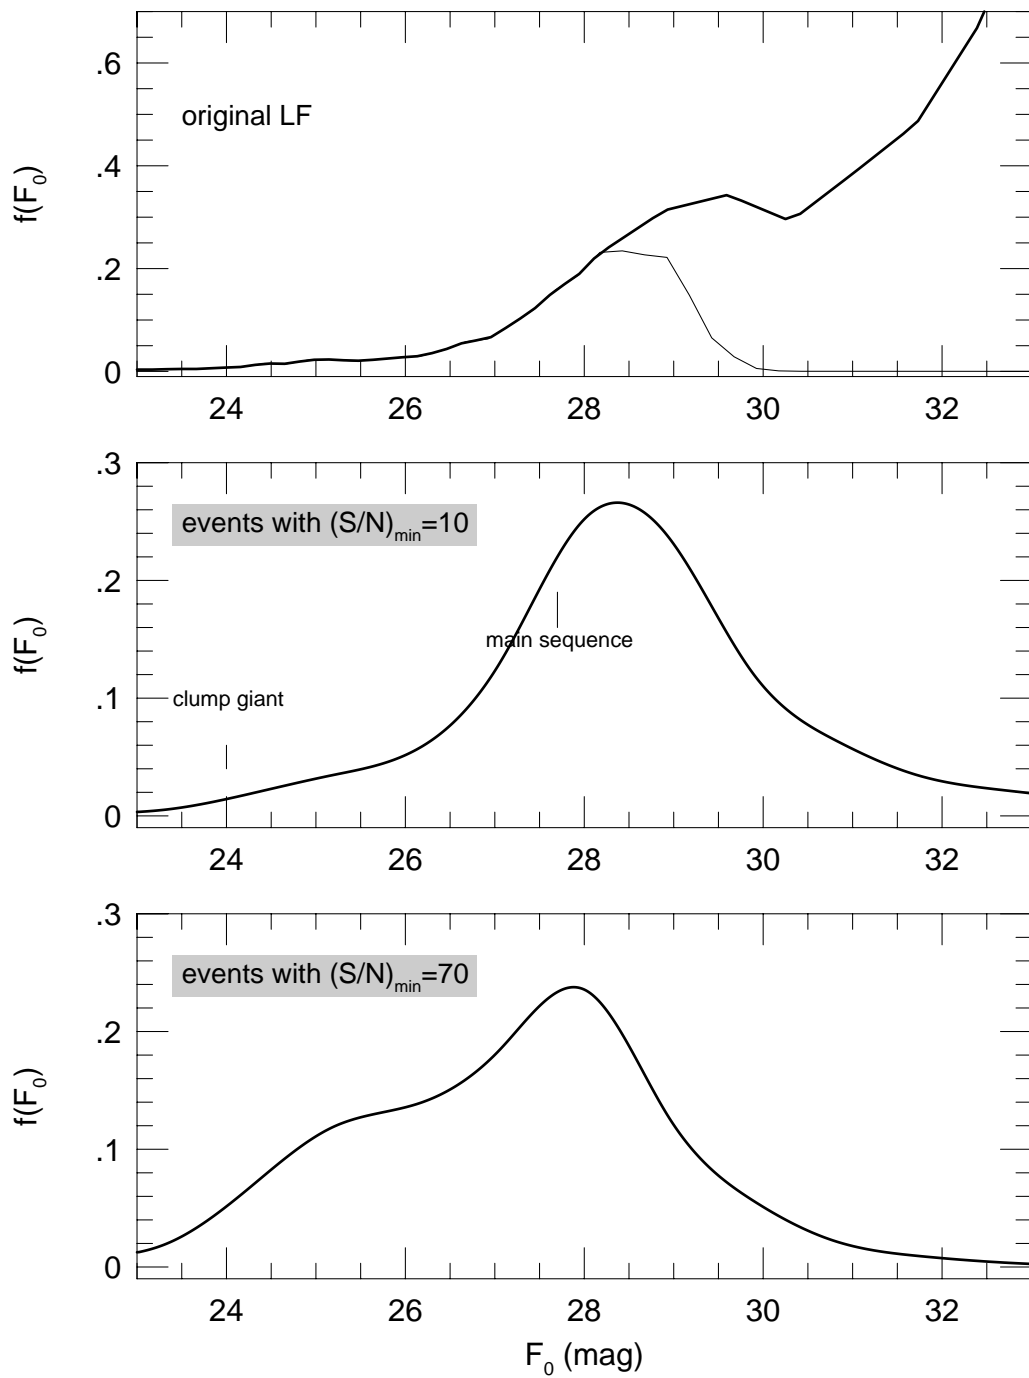 .6
.4
.2
0
f(F0)
original LF
24 26 28 30 32
.3
.2
.1
0
f(F0)
events with (S/N)min=10
main sequence
clump giant
24 26 28 30 32
.3
.2
.1
0
f(F0)
events with (S/N)min=70
24 26 28 30 32
F0 (mag)